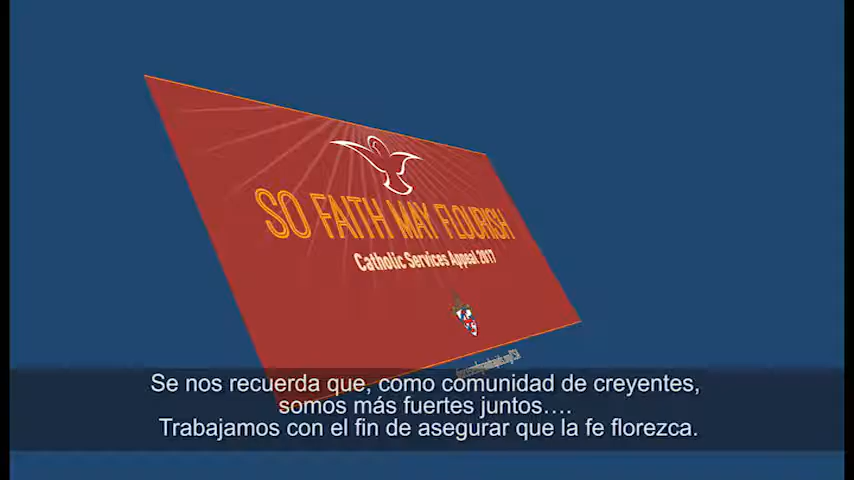 SO FAITH MAY FLOURISH
Catholic Services Appeal 2017
Se nos recuerda que, como comunidad de creyentes,
somos más fuertes juntos….
Trabajamos con el fin de asegurar que la fe florezca.